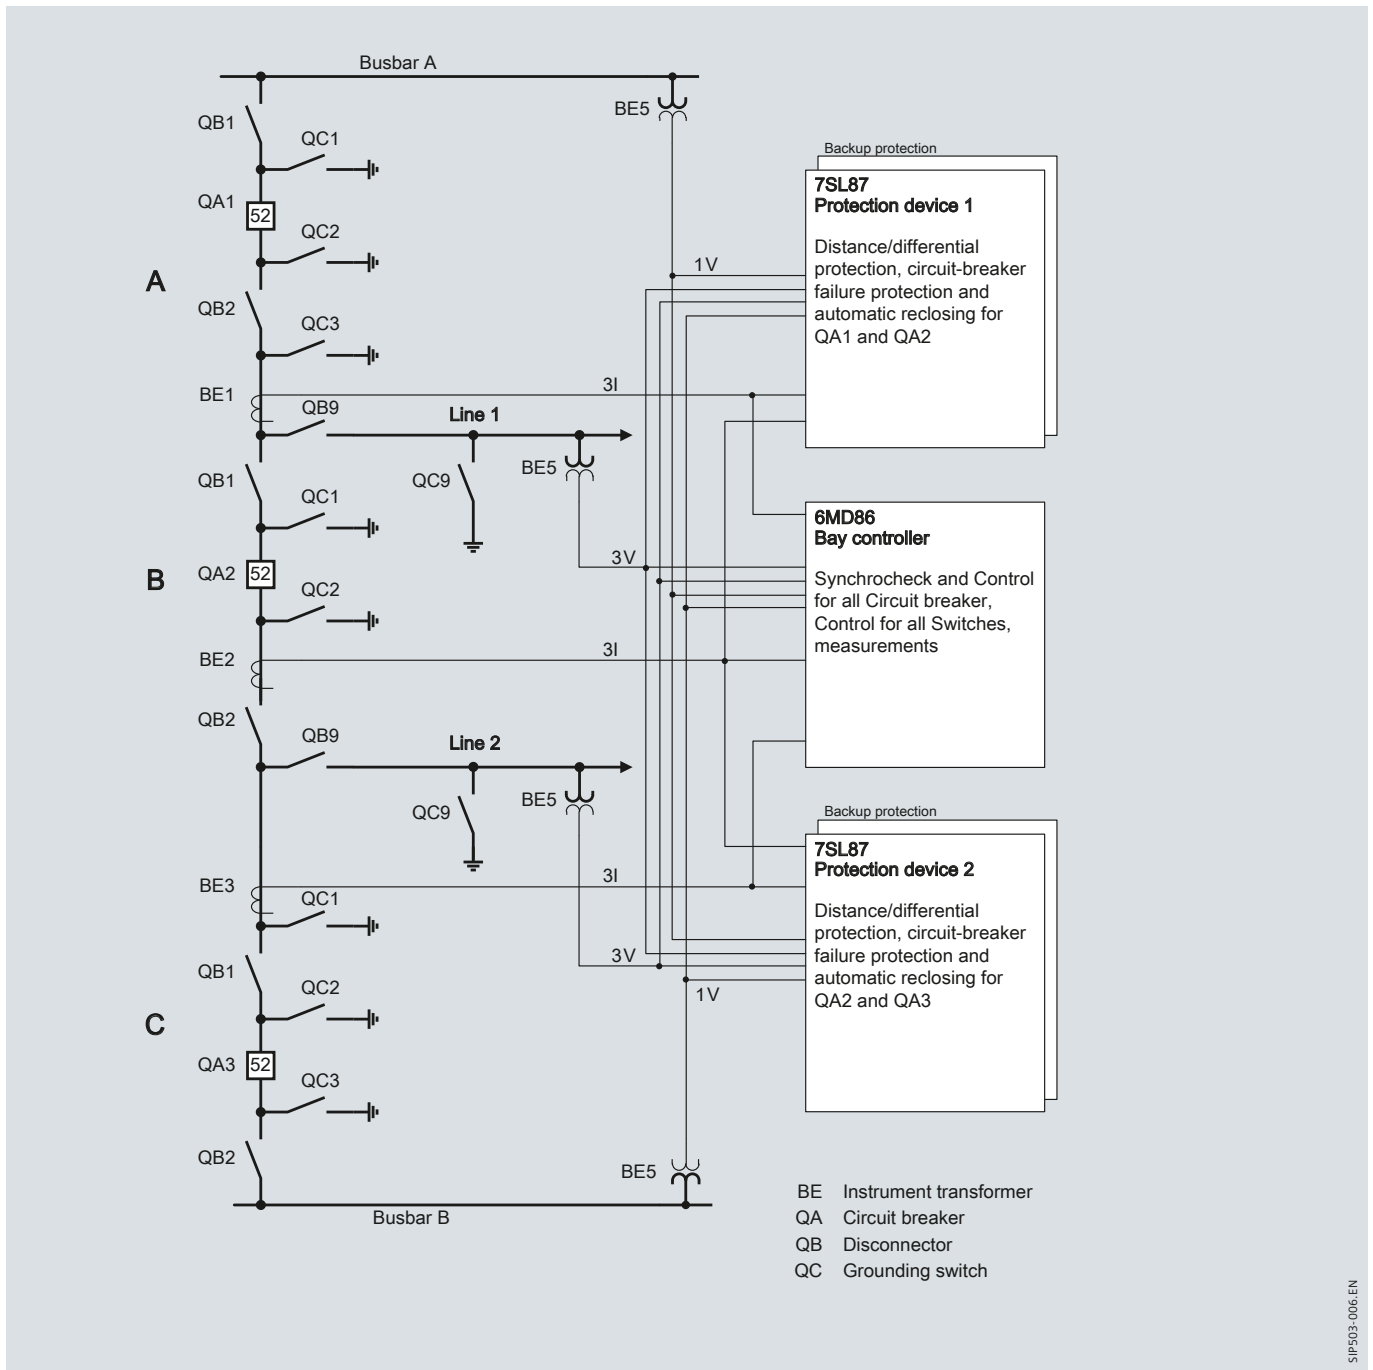 Busbar A
BE5
QB1
QC1
QA1
52
QC2
A
QB2
QC3
BE1
3I
QB9
Line 1
BE5
QC9
QB1
QC1
3V
B
QA2
52
QC2
BE2
3I
QB2
QB9
Line 2
BE5
QC9
BE3
3I
QC1
QB1
3V
QC2
1V
C
QA3
52
QC3
QB2
BE5
Busbar B
1V
Backup protection
7SL87
Protection device 1
Distance/differential
protection, circuit-breaker
failure protection and
automatic reclosing for
QA1 and QA2
6MD86
Bay controller
Synchrocheck and Control
for all Circuit breaker,
Control for all Switches,
measurements
Backup protection
7SL87
Protection device 2
Distance/differential
protection, circuit-breaker
failure protection and
automatic reclosing for
QA2 and QA3
BE Instrument transformer
QA Circuit breaker
QB Disconnector
QC Grounding switch
SIP503-006.EN